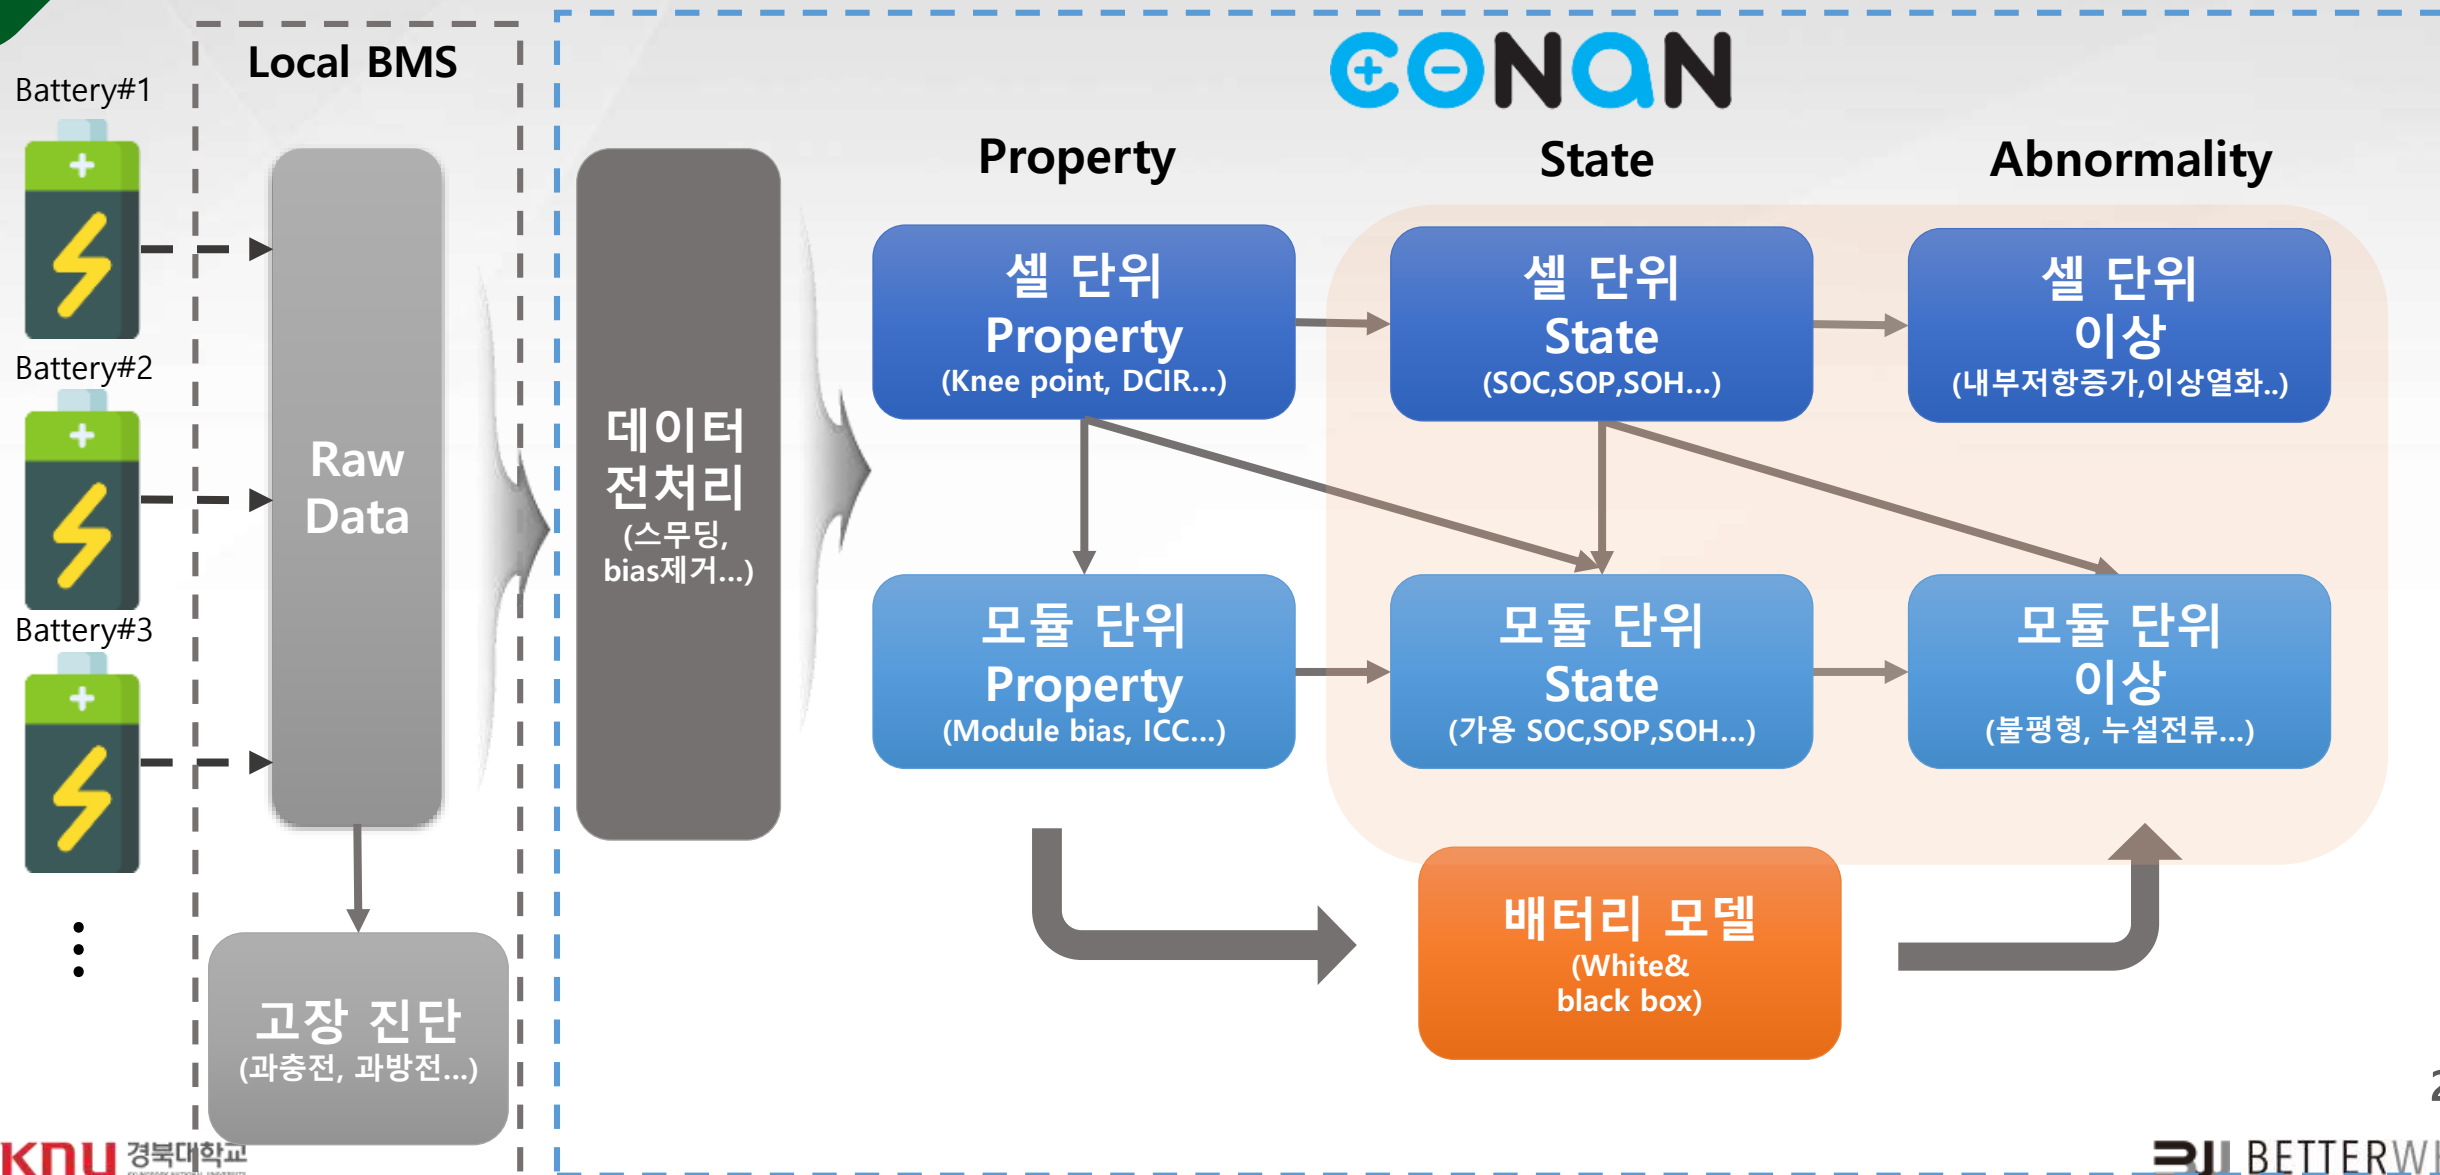 Local BMS
CONAN
Battery#1
Battery#2
Battery#3
Raw
Data
고장 진단
(과충전, 과방전...)
데이터
전처리
(스무딩,
bias제거...)
Property
State
Abnormality
셀 단위
Property
(Knee point, DCIR...)
셀 단위
State
(SOC,SOP,SOH...)
셀 단위
이상
(내부저항증가,이상열화..)
모듈 단위
Property
(Module bias, ICC...)
모듈 단위
State
(가용 SOC,SOP,SOH...)
모듈 단위
이상
(불평형, 누설전류...)
배터리 모델
(White&
black box)
KNU 경북대학교